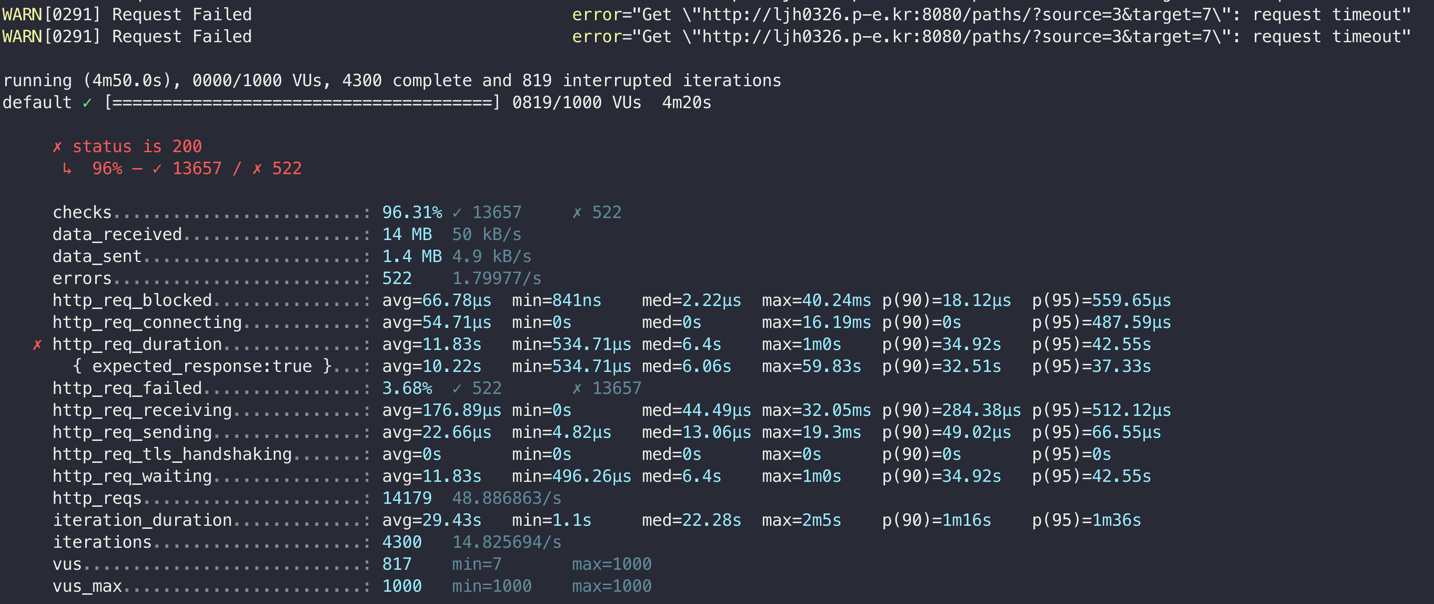 WARN[0291] Request Failed                                error="Get \"http://ljh0326.p-e.kr:8080/paths/?source=3&target=7\": request timeout"
WARN[0291] Request Failed                                error="Get \"http://ljh0326.p-e.kr:8080/paths/?source=3&target=7\": request timeout"
running (4m50.0s), 0000/1000 VUs, 4300 complete and 819 interrupted iterations
default ✓ [======================================] 0819/1000 VUs  4m20s
✗ status is 200
↳  96% — ✓ 13657 / ✗ 522
checks.........................: 96.31% ✓ 13657     ✗ 522
data_received..................: 14 MB  50 kB/s
data_sent......................: 1.4 MB 4.9 kB/s
errors.........................: 522    1.79977/s
http_req_blocked...............: avg=66.78µs  min=841ns    med=2.22µs  max=40.24ms p(90)=18.12µs  p(95)=559.65µs
http_req_connecting............: avg=54.71µs  min=0s       med=0s      max=16.19ms p(90)=0s       p(95)=487.59µs
✗ http_req_duration..............: avg=11.83s   min=534.71µs med=6.4s    max=1m0s    p(90)=34.92s   p(95)=42.55s
{ expected_response:true }...: avg=10.22s   min=534.71µs med=6.06s   max=59.83s  p(90)=32.51s   p(95)=37.33s
http_req_failed................: 3.68%  ✓ 522       ✗ 13657
http_req_receiving.............: avg=176.89µs min=0s       med=44.49µs max=32.05ms p(90)=284.38µs p(95)=512.12µs
http_req_sending...............: avg=22.66µs  min=4.82µs   med=13.06µs max=19.3ms  p(90)=49.02µs  p(95)=66.55µs
http_req_tls_handshaking.......: avg=0s       min=0s       med=0s      max=0s      p(90)=0s       p(95)=0s
http_req_waiting...............: avg=11.83s   min=496.26µs med=6.4s    max=1m0s    p(90)=34.92s   p(95)=42.55s
http_reqs......................: 14179  48.886863/s
iteration_duration.............: avg=29.43s   min=1.1s     med=22.28s  max=2m5s    p(90)=1m16s    p(95)=1m36s
iterations.....................: 4300   14.825694/s
vus............................: 817    min=7       max=1000
vus_max........................: 1000   min=1000    max=1000